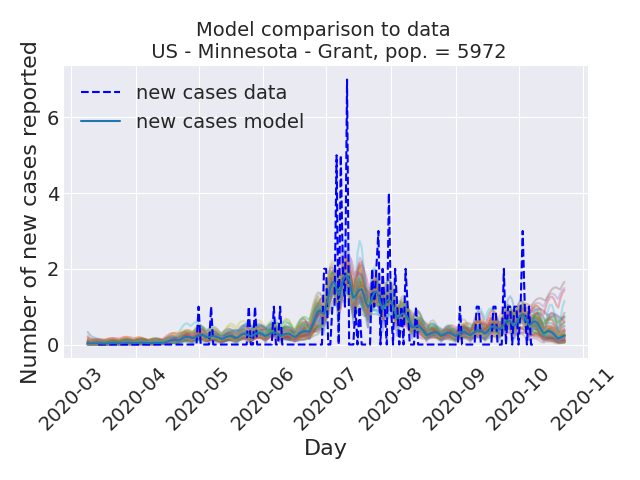 Model comparison to data
US - Minnesota - Grant, pop. = 5972
new cases data
new cases model
Number of new cases reported
6
4
2
0
2020-03
2020-04
2020-05
2020-06
2020-07
2020-08
2020-09
2020-10
2020-11
Day